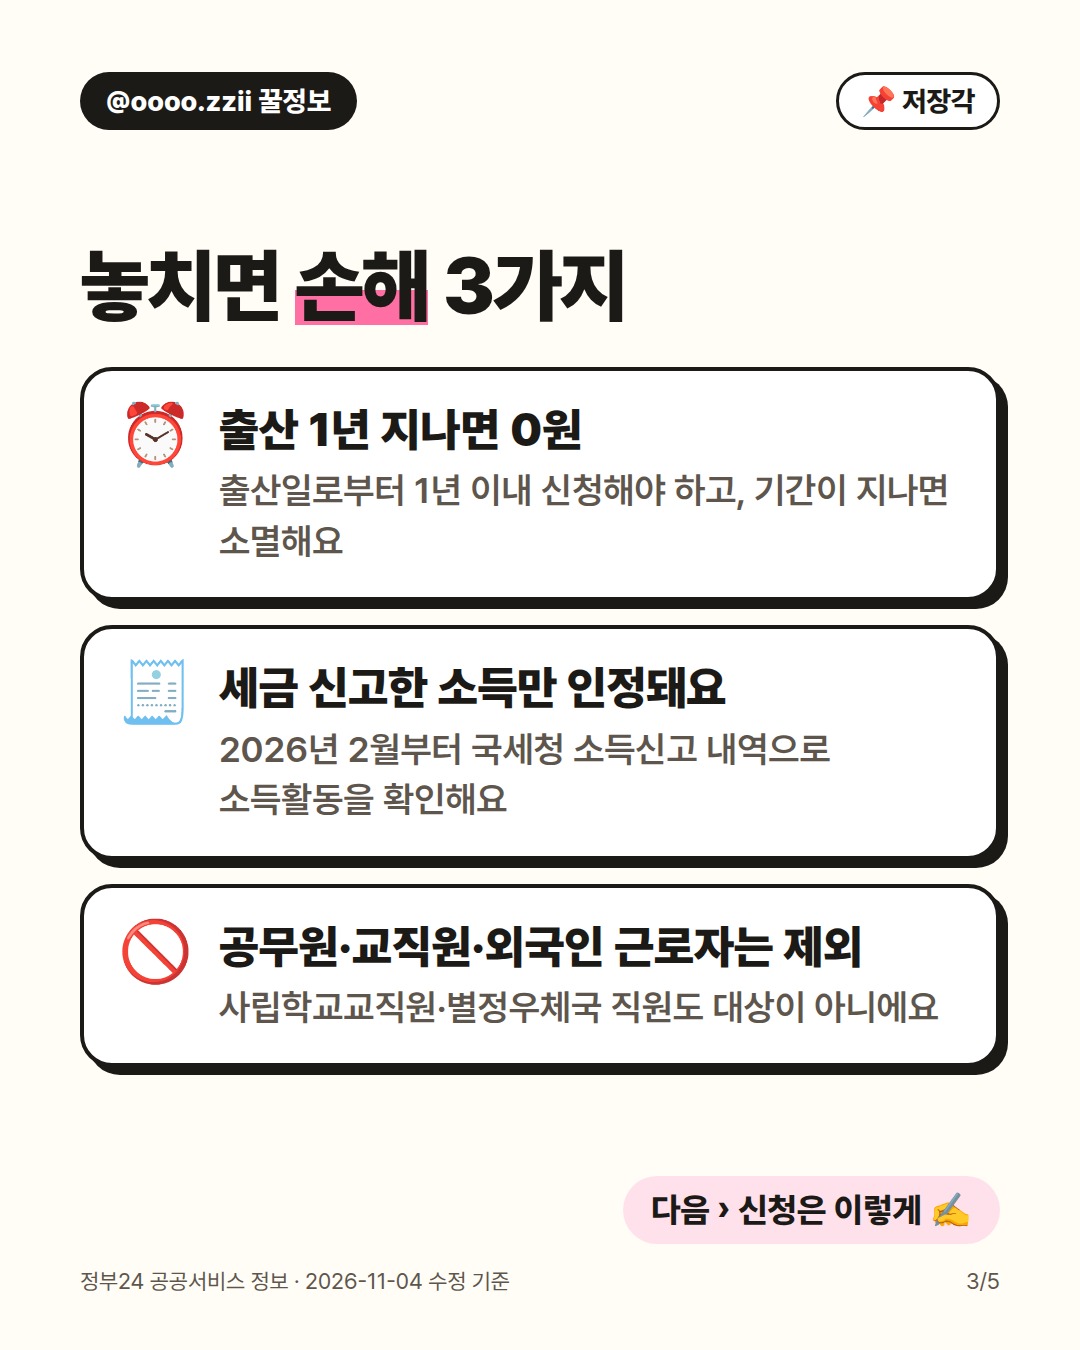 @oooo.zzii 꿀정보
📌 저장각
놓치면 손해 3가지
출산 1년 지나면 0원
출산일로부터 1년 이내 신청해야 하고, 기간이 지나면
소멸해요
세금 신고한 소득만 인정돼요
2026년 2월부터 국세청 소득신고 내역으로
소득활동을 확인해요
공무원·교직원·외국인 근로자는 제외
사립학교교직원·별정우체국 직원도 대상이 아니에요
다음 › 신청은 이렇게 ✍️
정부24 공공서비스 정보 · 2026-11-04 수정 기준
3/5